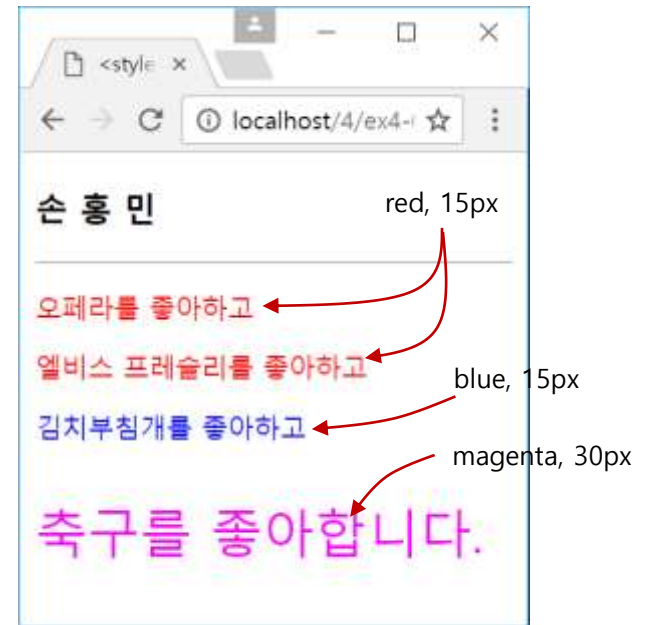 <style
localhost/4/ex4-
손 홍 민
red, 15px
오페라를 좋아하고
엘비스 프레슬리를 좋아하고
blue, 15px
김치부침개를 좋아하고
magenta, 30px
축구를 좋아합니다.